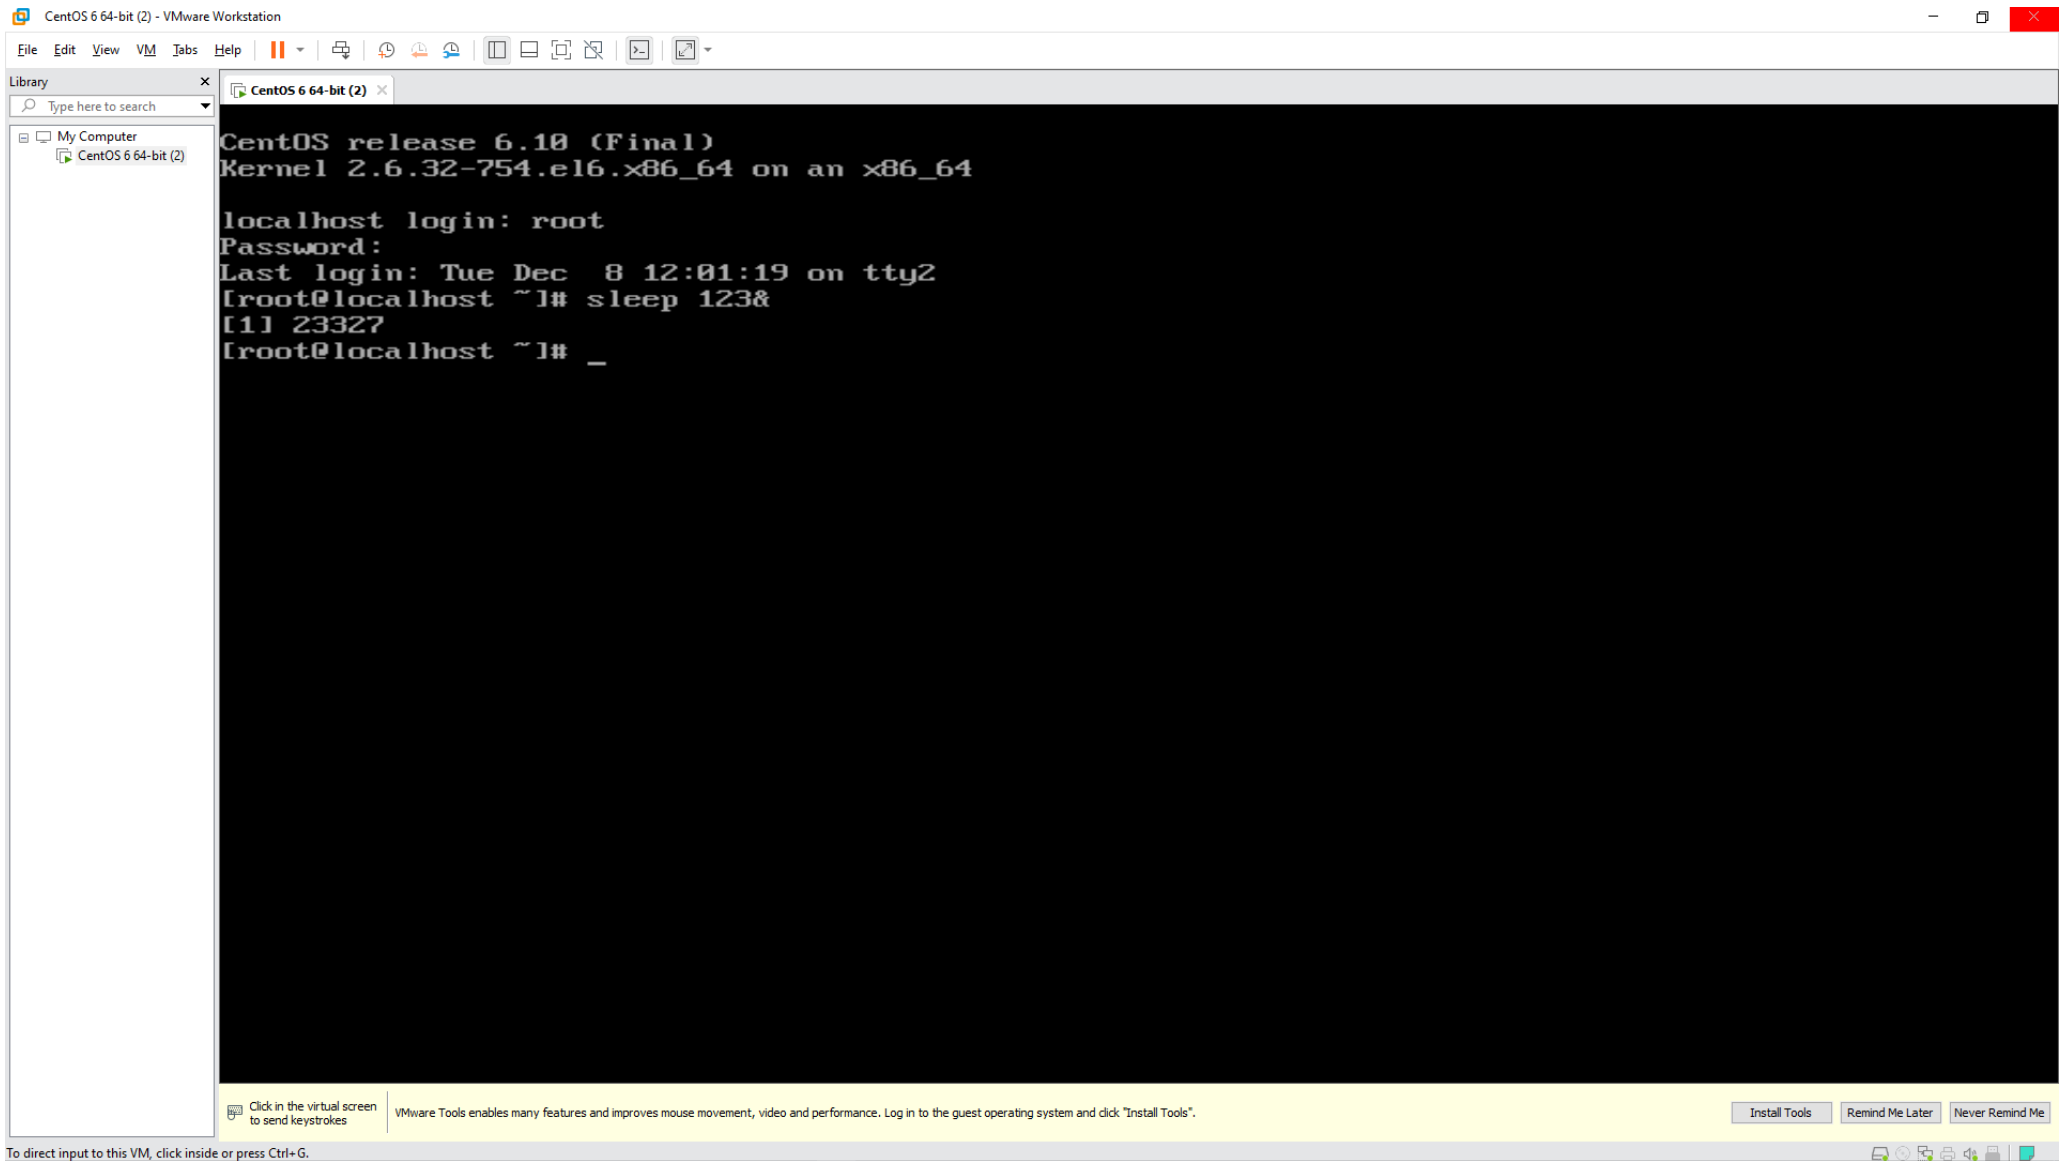 CentOS 6 64-bit (2) - VMware Workstation
File Edit View VM Tabs Help
Library
Type here to search
My Computer
CentOS 6 64-bit (2)
CentOS 6 64-bit (2)
CentOS release 6.10 (Final)
Kernel 2.6.32-754.el6.x86_64 on an x86_64
localhost login: root
Password:
Last login: Tue Dec  8 12:01:19 on tty2
[root@localhost ~]# sleep 123&
[1] 23327
[root@localhost ~]# _
Click in the virtual screen
to send keystrokes
VMware Tools enables many features and improves mouse movement, video and performance. Log in to the guest operating system and click "Install Tools".
Install Tools
Remind Me Later
Never Remind Me
To direct input to this VM, click inside or press Ctrl+G.